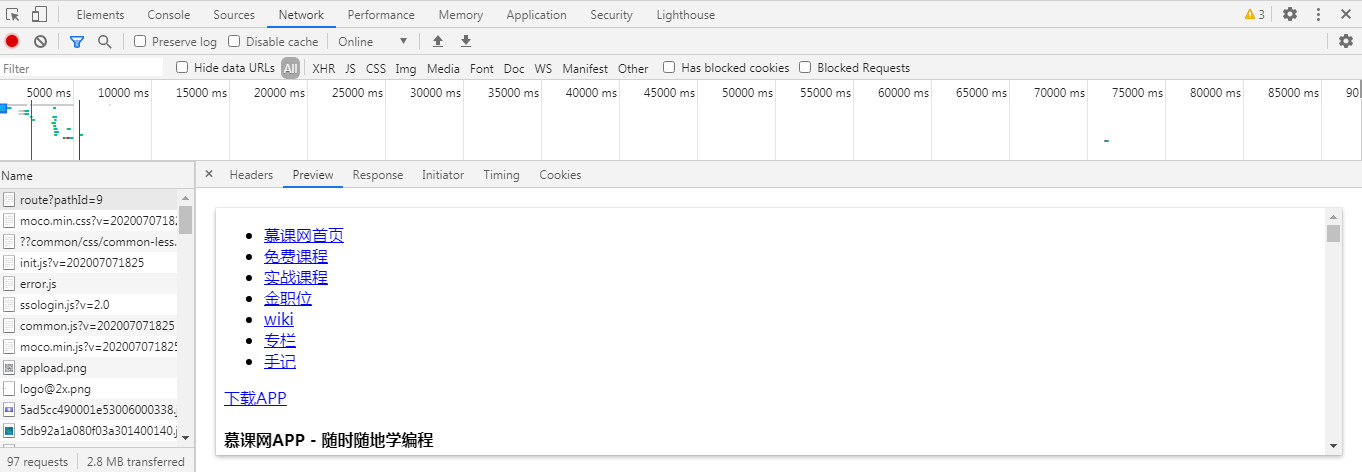 Elements Console Sources Network Performance Memory Application Security Lighthouse 3
Preserve log Disable cache Online
Filter Hide data URLs All XHR JS CSS Img Media Font Doc WS Manifest Other Has blocked cookies Blocked Requests
5000 ms 10000 ms 15000 ms 20000 ms 25000 ms 30000 ms 35000 ms 40000 ms 45000 ms 50000 ms 55000 ms 60000 ms 65000 ms 70000 ms 75000 ms 80000 ms 85000 ms 90
Name
route?pathId=9
moco.min.css?v=20200707182
??common/css/common-less.
init.js?v=202007071825
error.js
ssologin.js?v=2.0
common.js?v=202007071825
moco.min.js?v=202007071825
appload.png
logo@2x.png
5ad5cc490001e53006000338.j
5db92a1a080f03a301400140.j
97 requests 2.8 MB transferred
× Headers Preview Response Initiator Timing Cookies
慕课网首页
免费课程
实战课程
金职位
wiki
专栏
手记
下载APP
慕课网APP - 随时随地学编程